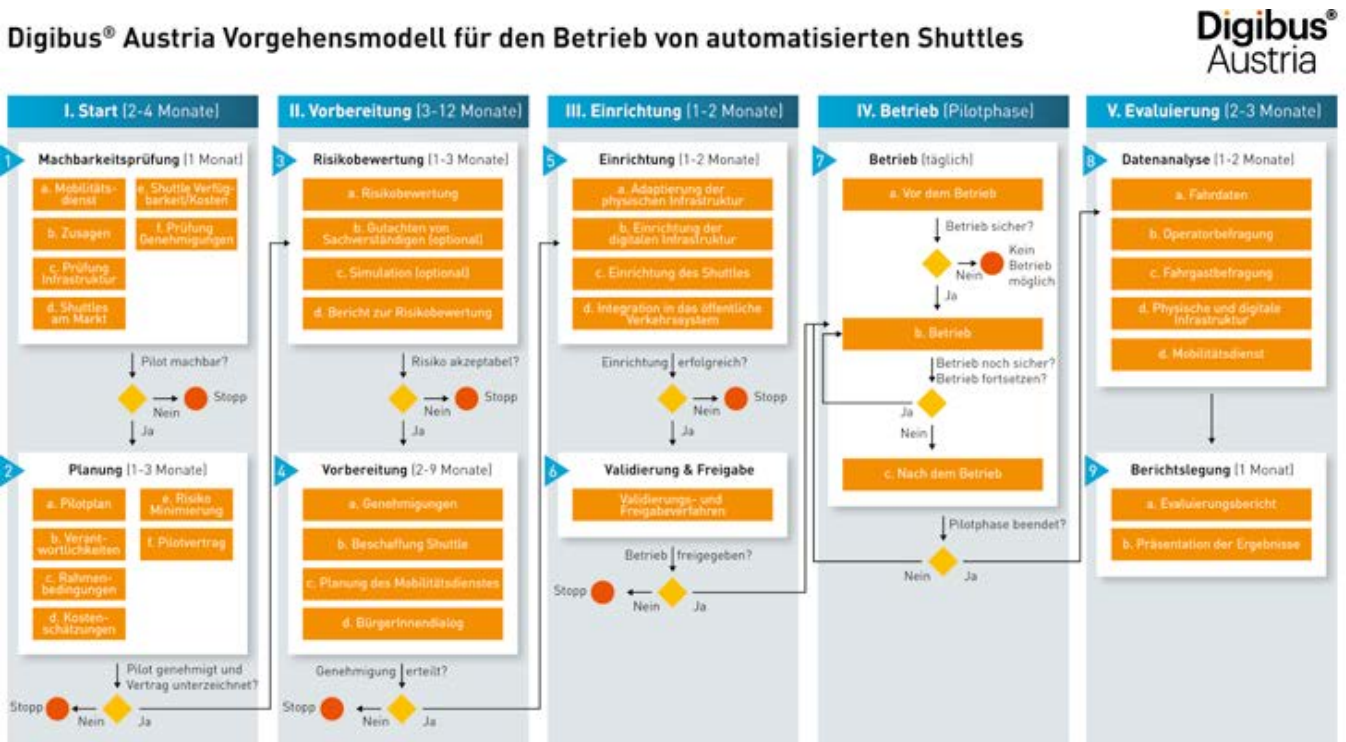 Digibus® Austria Vorgehensmodell für den Betrieb von automatisierten Shuttles
Digibus®
Austria
I. Start (2-4 Monate)
1
Machbarkeitsprüfung (1 Monat)
a. Mobilitäts-
dienst
b. Zusagen
c. Prüfung
Infrastruktur
d. Shuttles
am Markt
e. Shuttle Verfüg-
barkeit/Kosten
f. Prüfung
Genehmigungen
Pilot machbar?
Nein
Stopp
Ja
2
Planung (1-3 Monate)
a. Pilotplan
b. Verant-
wortlichkeiten
c. Rahmen-
bedingungen
d. Kosten-
schätzungen
e. Risiko
Minimierung
f. Pilotvertrag
Pilot genehmigt und
Vertrag unterzeichnet?
Stopp
Nein
Ja
II. Vorbereitung (3-12 Monate)
3
Risikobewertung (1-3 Monate)
a. Risikobewertung
b. Gutachten von
Sachverständigen (optional)
c. Simulation (optional)
d. Bericht zur Risikobewertung
Risiko akzeptabel?
Nein
Stopp
Ja
4
Vorbereitung (2-9 Monate)
a. Genehmigungen
b. Beschaffung Shuttle
c. Planung des Mobilitätsdienstes
d. BürgerInnendialog
Genehmigung erteilt?
Stopp
Nein
Ja
III. Einrichtung (1-2 Monate)
5
Einrichtung (1-2 Monate)
a. Adaptierung der
physischen Infrastruktur
b. Einrichtung der
digitalen Infrastruktur
c. Einrichtung des Shuttles
d. Integration in das öffentliche
Verkehrssystem
Einrichtung erfolgreich?
Nein
Stopp
Ja
6
Validierung & Freigabe
Validierungs- und
Freigabeverfahren
Betrieb freigegeben?
Stopp
Nein
Ja
IV. Betrieb (Pilotphase)
7
Betrieb (täglich)
a. Vor dem Betrieb
Betrieb sicher?
Nein
Kein
Betrieb
möglich
Ja
b. Betrieb
Betrieb noch sicher?
Betrieb fortsetzen?
Ja
Nein
c. Nach dem Betrieb
Pilotphase beendet?
Nein
Ja
V. Evaluierung (2-3 Monate)
8
Datenanalyse (1-2 Monate)
a. Fahrdaten
b. Operatorbefragung
c. Fahrgastbefragung
d. Physische und digitale
Infrastruktur
d. Mobilitätsdienst
9
Berichtslegung (1 Monat)
a. Evaluierungsbericht
b. Präsentation der Ergebnisse